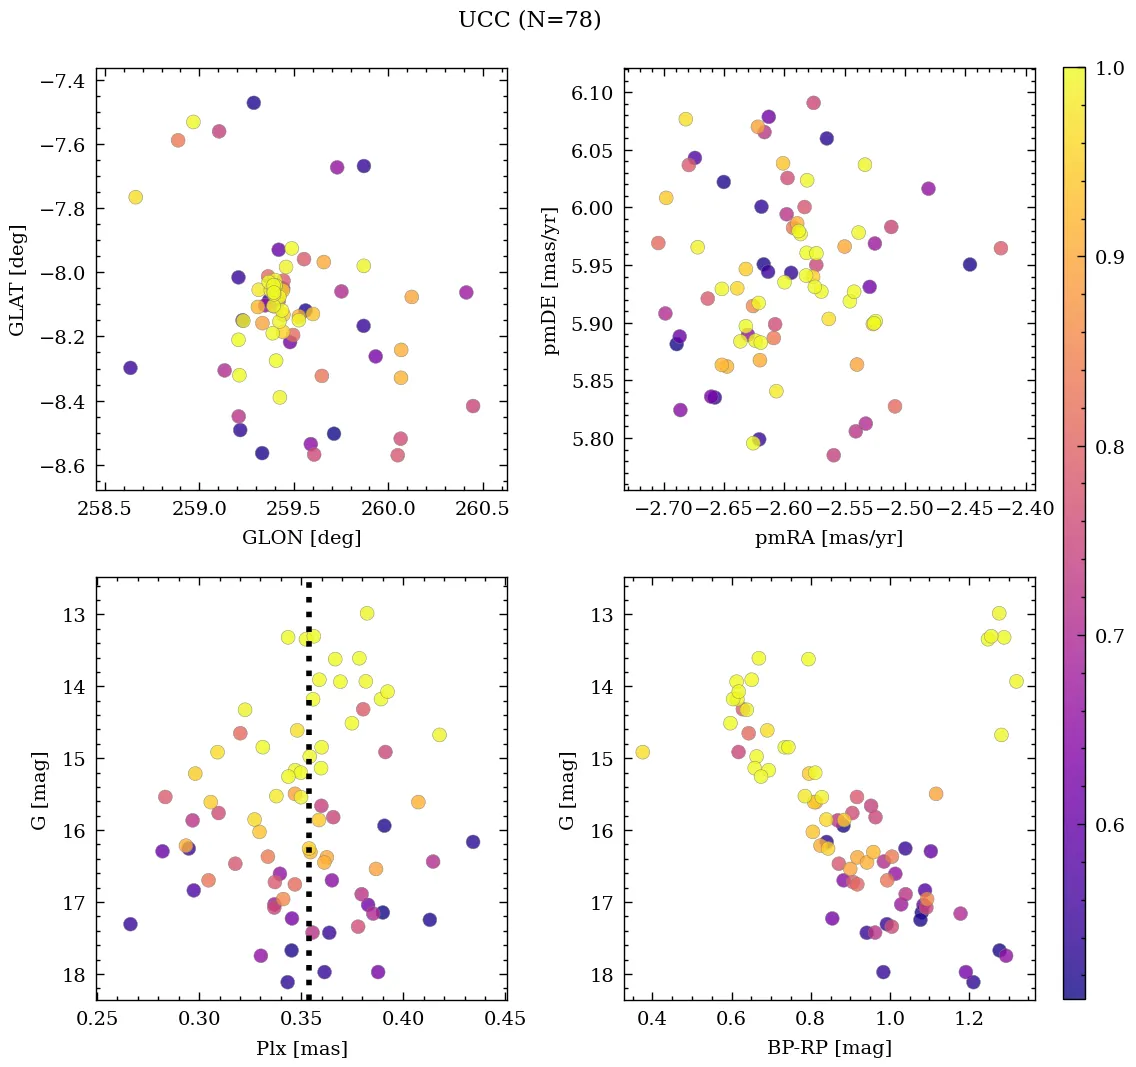 UCC (N=78)
−7.4
−7.6
−7.8
−8.0
−8.2
−8.4
−8.6
GLAT [deg]
258.5 259.0 259.5 260.0 260.5
GLON [deg]
6.10
6.05
6.00
5.95
5.90
5.85
5.80
pmDE [mas/yr]
−2.70 −2.65 −2.60 −2.55 −2.50 −2.45 −2.40
pmRA [mas/yr]
13
14
15
16
17
18
G [mag]
0.25 0.30 0.35 0.40 0.45
Plx [mas]
13
14
15
16
17
18
G [mag]
0.4 0.6 0.8 1.0 1.2
BP-RP [mag]
1.0
0.9
0.8
0.7
0.6